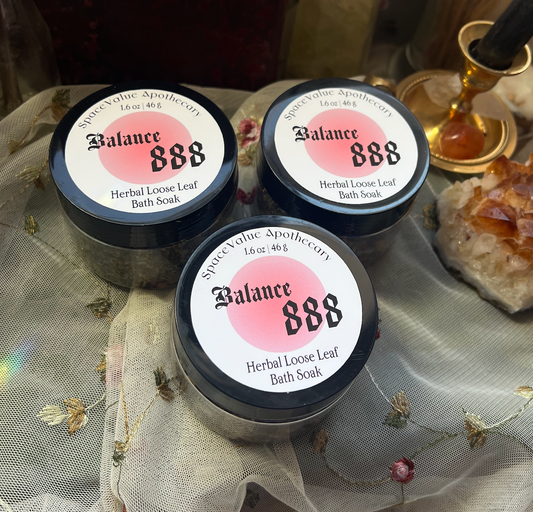 SpaceValue Apothecary
1.6 oz | 46 g
Balance
888
Herbal Loose Leaf
Bath Soak
SpaceValue Apothecary
1.6 oz | 46 g
Balance
888
Herbal Loose Leaf
Bath Soak
SpaceValue Apothecary
1.6 oz | 46 g
Balance
888
Herbal Loose Leaf
Bath Soak